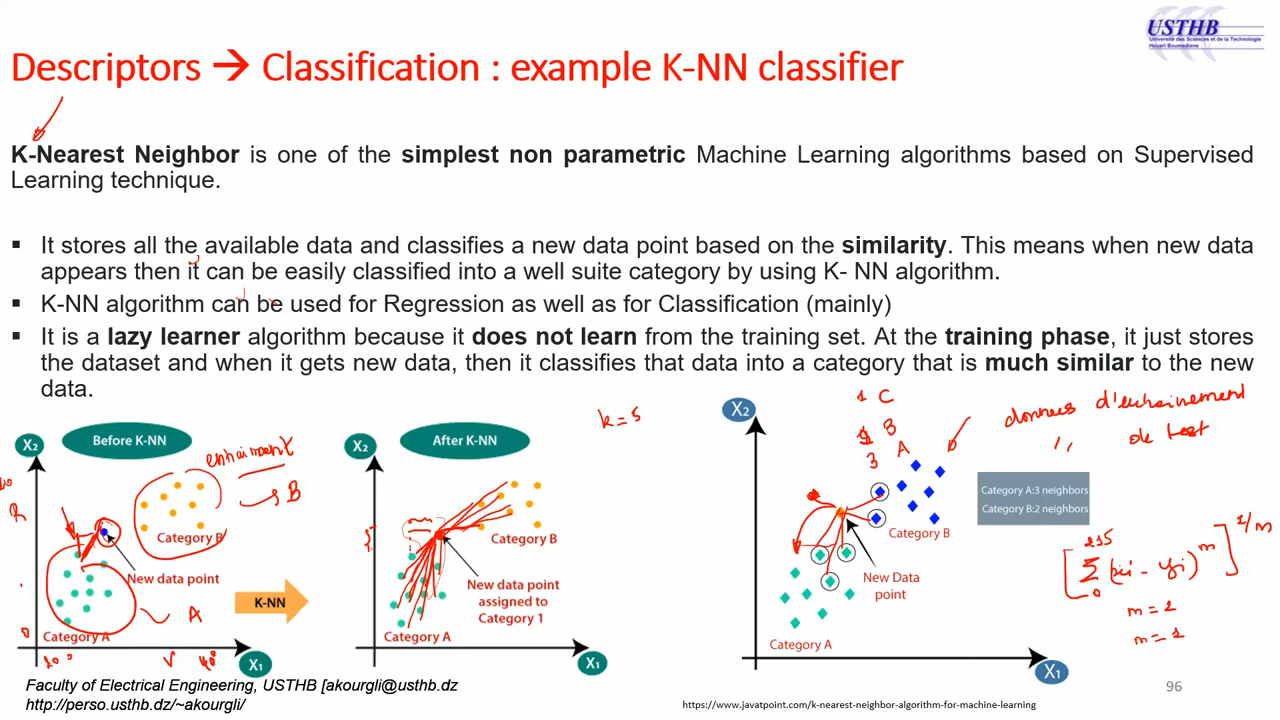 USTHB
Université des Sciences et de la Technologie
Houari Boumediene
Descriptors → Classification : example K-NN classifier
K-Nearest Neighbor is one of the simplest non parametric Machine Learning algorithms based on Supervised
Learning technique.
▪ It stores all the available data and classifies a new data point based on the similarity. This means when new data
appears then it can be easily classified into a well suite category by using K- NN algorithm.
▪ K-NN algorithm can be used for Regression as well as for Classification (mainly)
▪ It is a lazy learner algorithm because it does not learn from the training set. At the training phase, it just stores
the dataset and when it gets new data, then it classifies that data into a category that is much similar to the new
data.
X2
Before K-NN
B
Category B
New data point
A
Category A
X1
K-NN
X2
After K-NN
k=5
Category B
New data point
assigned to
Category 1
Category A
X1
X2
1 C
B
3 A
données d'entrainement
" de test
Category A:3 neighbors
Category B:2 neighbors
Category B
New Data
point
Category A
X1
m=2
m=1
Faculty of Electrical Engineering, USTHB [akourgli@usthb.dz
http://perso.usthb.dz/~akourgli/
https://www.javatpoint.com/k-nearest-neighbor-algorithm-for-machine-learning
96